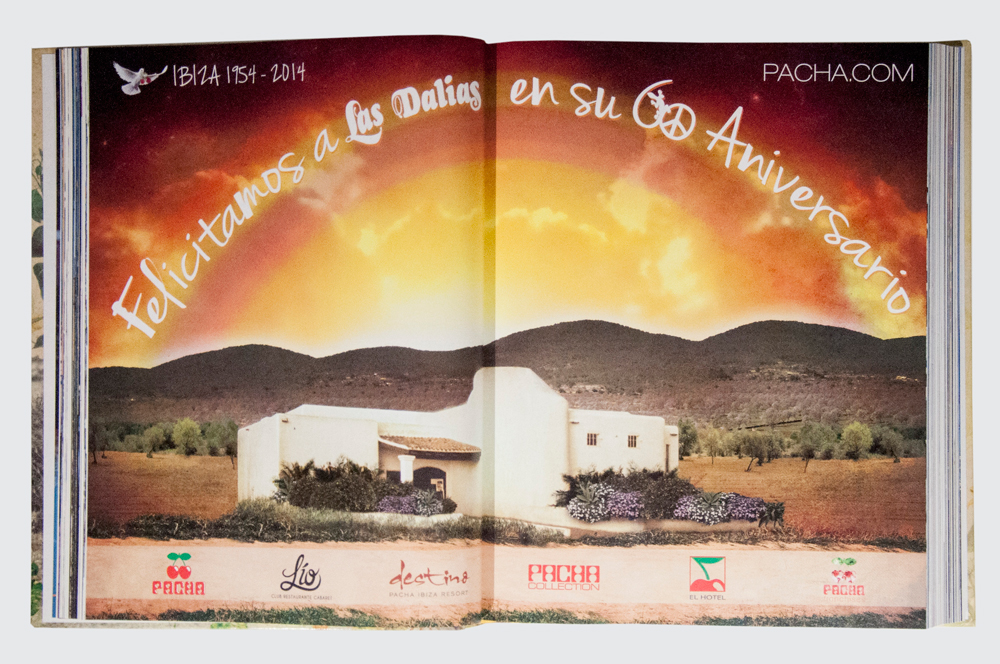 IBIZA 1954 - 2014
PACHA.COM
Felicitamos a Las Dalias en su 60 Aniversario
PACHA
Lío
CLUB RESTAURANTE CABARET
destino
PACHA IBIZA RESORT
PACHA
COLLECTION
EL HOTEL
PACHA